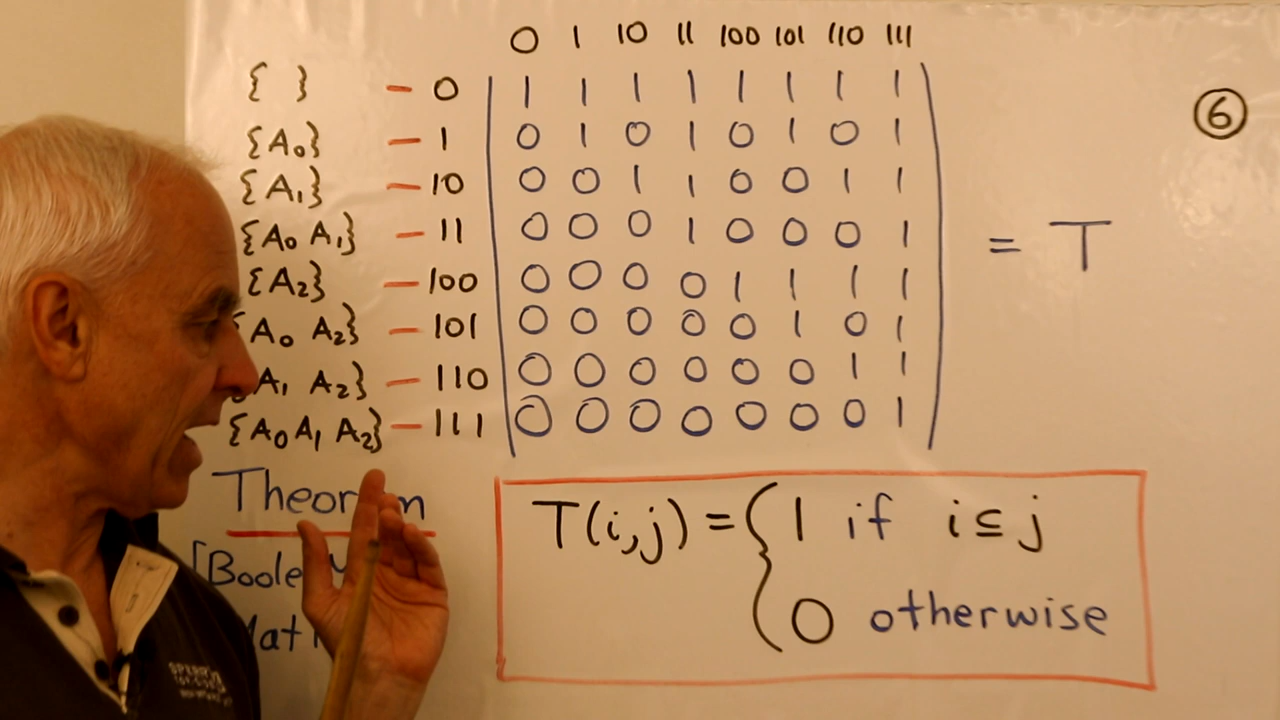 0 1 10 11 100 101 110 111
{ } - 0 1 1 1 1 1 1 1 1
{A₀} - 1 0 1 0 1 0 1 0 1
{A₁} - 10 0 0 1 1 0 0 1 1
{A₀ A₁} - 11 0 0 0 1 0 0 0 1
{A₂} - 100 0 0 0 0 1 1 1 1
A₀ A₂} - 101 0 0 0 0 0 1 0 1
A₁ A₂} - 110 0 0 0 0 0 0 1 1
{A₀ A₁ A₂} - 111 0 0 0 0 0 0 0 1
= T
⑥
[Boole
T(i,j) = { 1 if i ⊆ j
0 otherwise